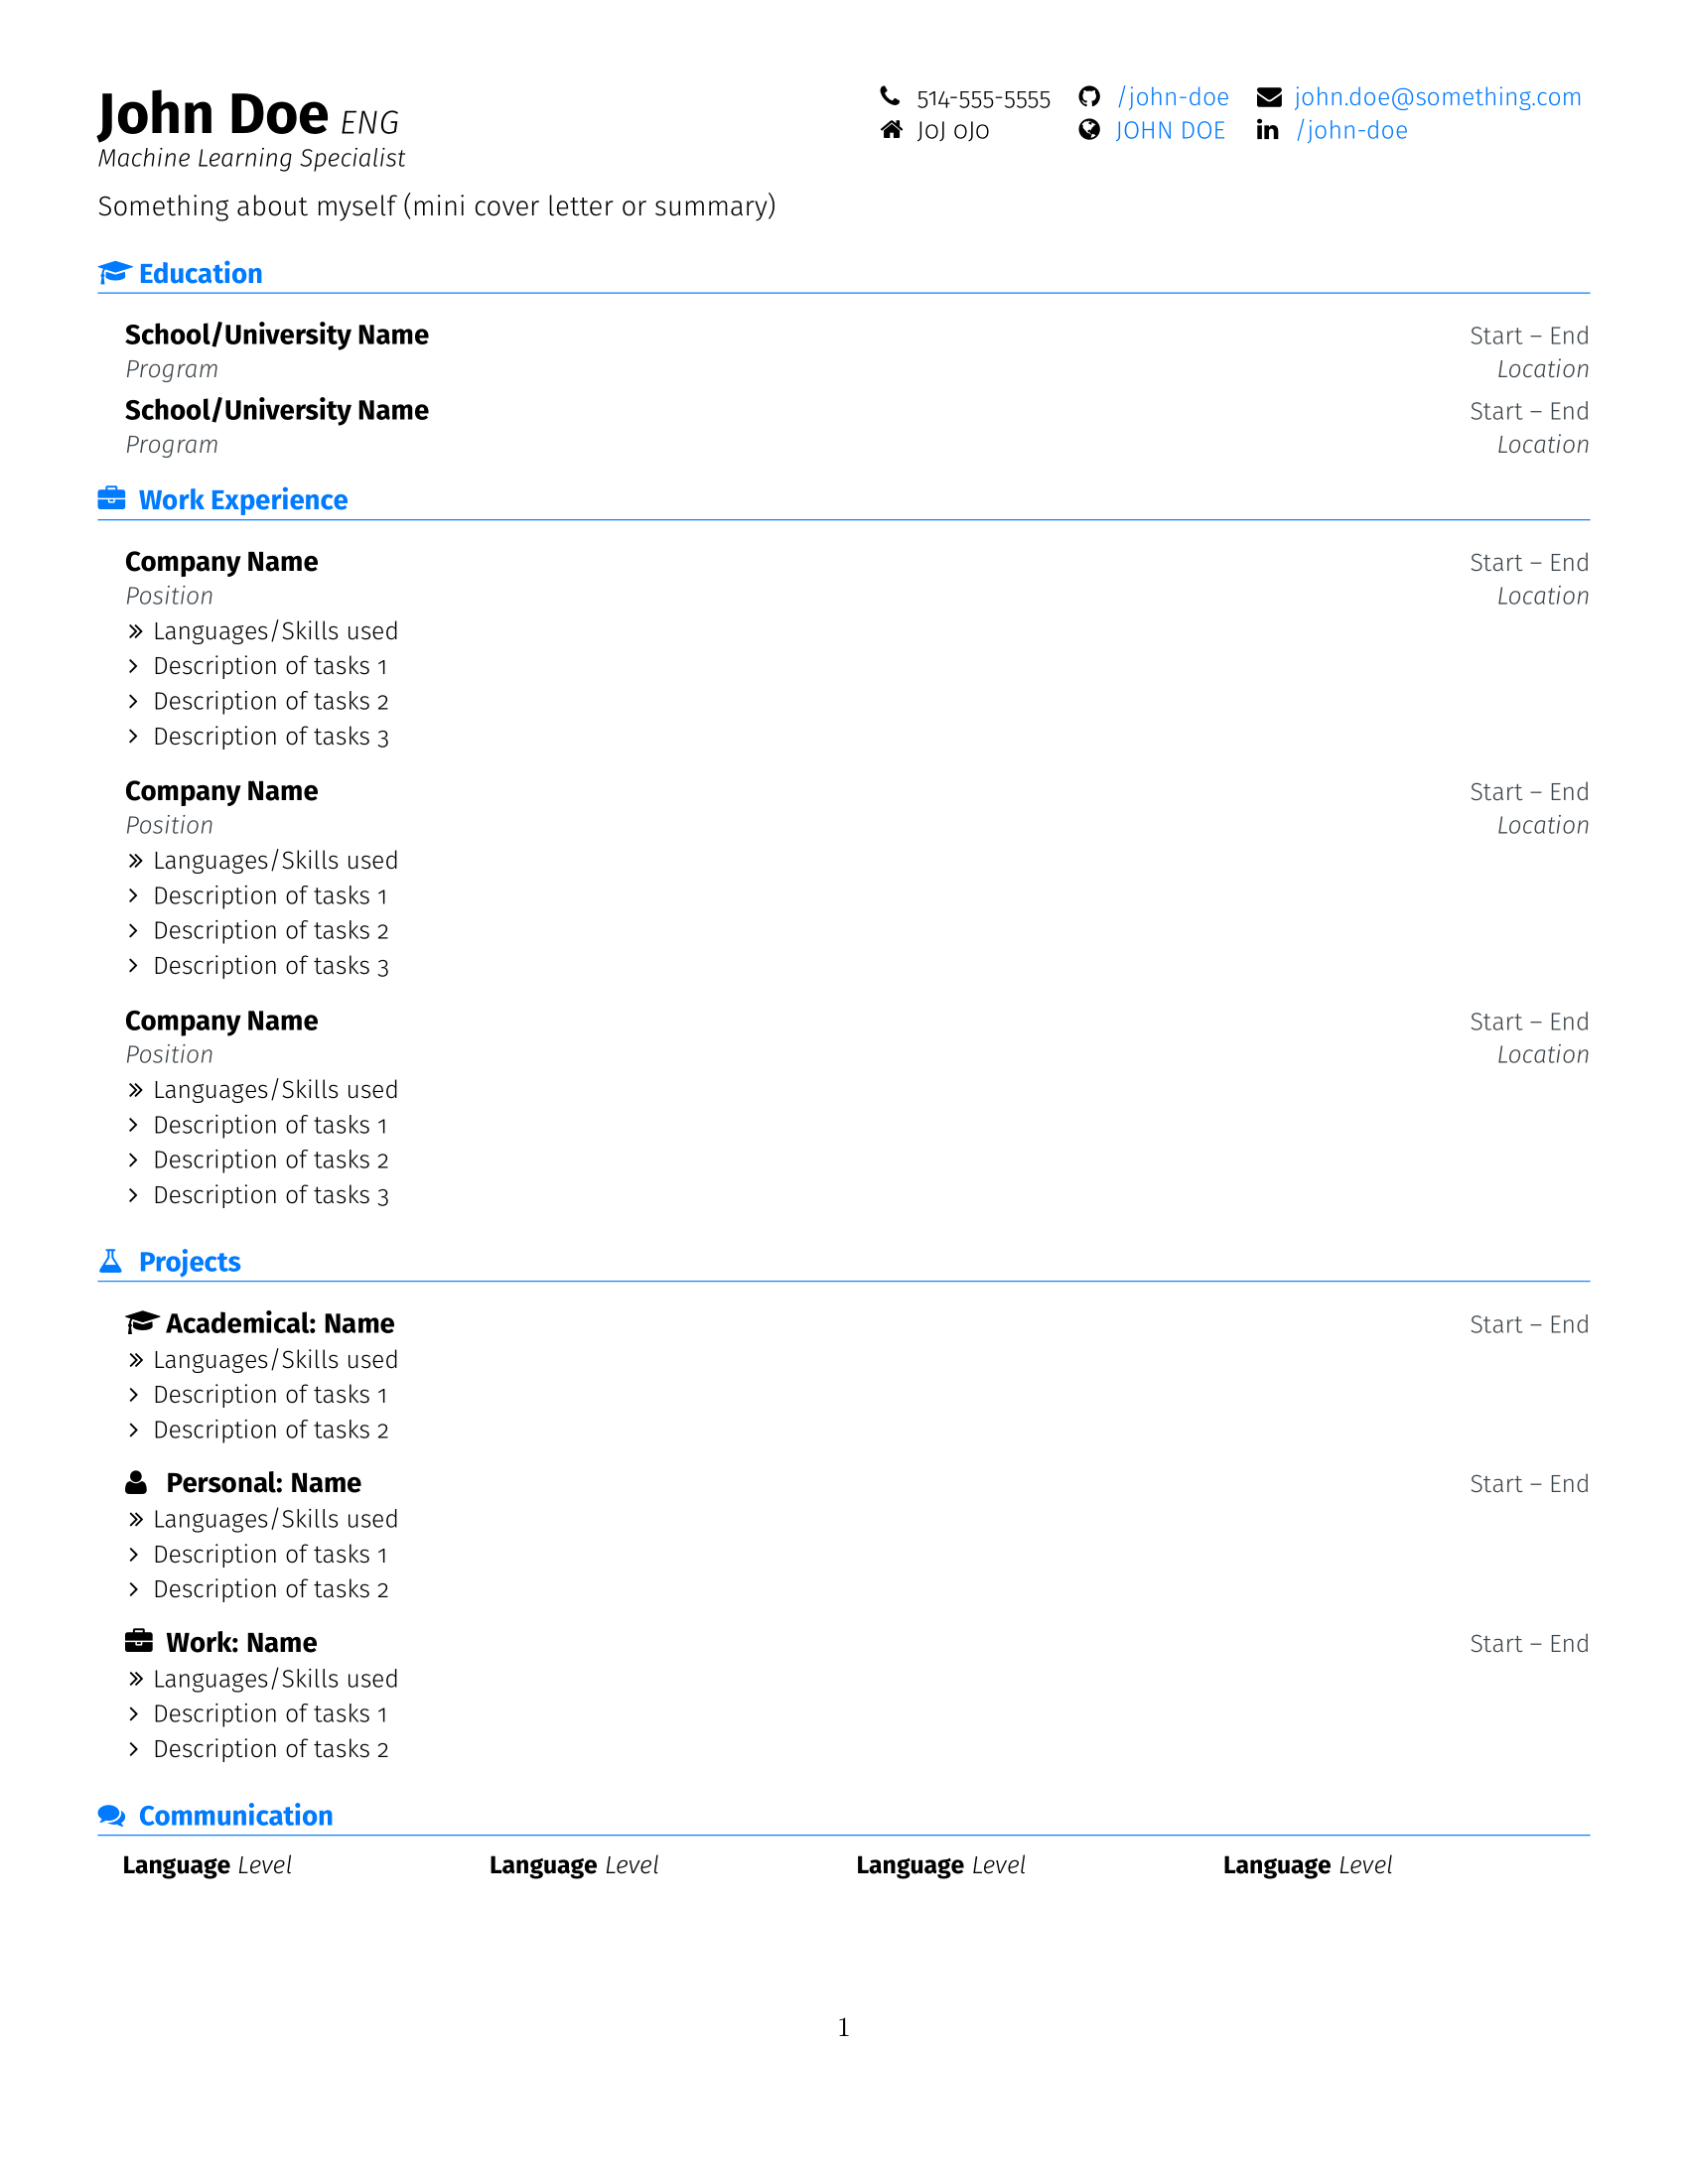 John Doe ENG
Machine Learning Specialist
514-555-5555 /john-doe john.doe@something.com
J0J 0J0 JOHN DOE /john-doe
Something about myself (mini cover letter or summary)
Education
School/University Name Start – End
Program Location
School/University Name Start – End
Program Location
Work Experience
Company Name Start – End
Position Location
» Languages/Skills used
› Description of tasks 1
› Description of tasks 2
› Description of tasks 3
Company Name Start – End
Position Location
» Languages/Skills used
› Description of tasks 1
› Description of tasks 2
› Description of tasks 3
Company Name Start – End
Position Location
» Languages/Skills used
› Description of tasks 1
› Description of tasks 2
› Description of tasks 3
Projects
Academical: Name Start – End
» Languages/Skills used
› Description of tasks 1
› Description of tasks 2
Personal: Name Start – End
» Languages/Skills used
› Description of tasks 1
› Description of tasks 2
Work: Name Start – End
» Languages/Skills used
› Description of tasks 1
› Description of tasks 2
Communication
Language Level Language Level Language Level Language Level
1